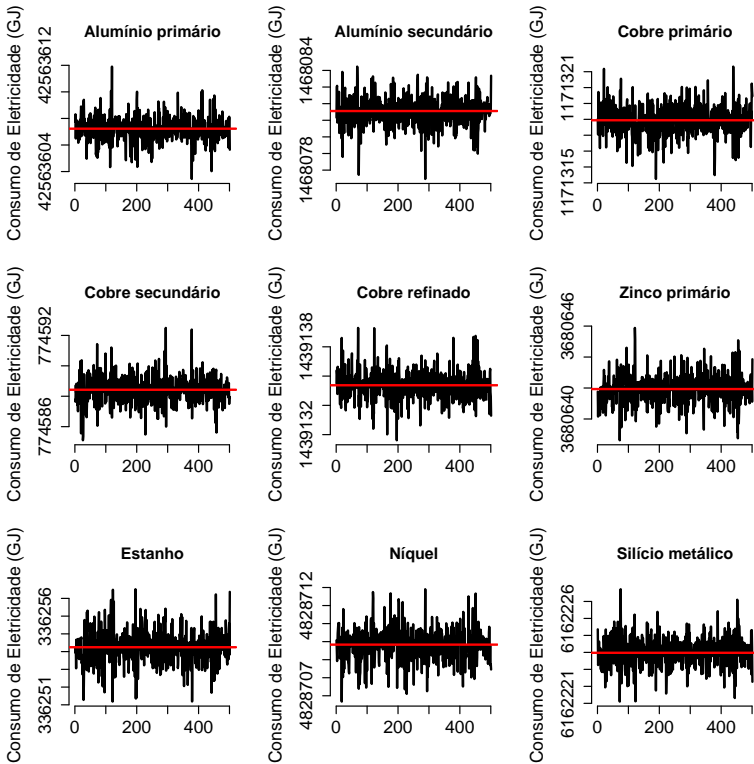 Alumínio primário
Consumo de Eletricidade (GJ)
42563604 42563612
0 200 400
Alumínio secundário
Consumo de Eletricidade (GJ)
1468078 1468084
0 200 400
Cobre primário
Consumo de Eletricidade (GJ)
1171315 1171321
0 200 400
Cobre secundário
Consumo de Eletricidade (GJ)
774586 774592
0 200 400
Cobre refinado
Consumo de Eletricidade (GJ)
1439132 1439138
0 200 400
Zinco primário
Consumo de Eletricidade (GJ)
3680640 3680646
0 200 400
Estanho
Consumo de Eletricidade (GJ)
336251 336256
0 200 400
Níquel
Consumo de Eletricidade (GJ)
4828707 4828712
0 200 400
Silício metálico
Consumo de Eletricidade (GJ)
6162221 6162226
0 200 400